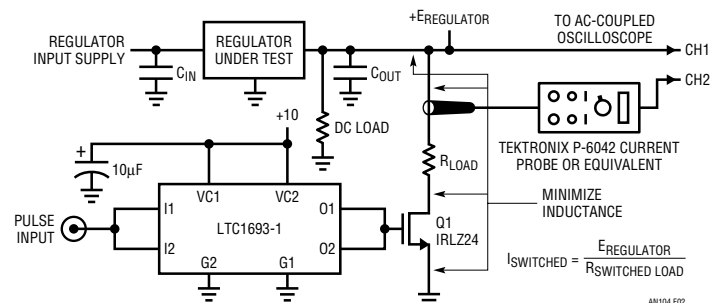 +EREGULATOR
TO AC-COUPLED
OSCILLOSCOPE
CH1
CH2
REGULATOR
INPUT SUPPLY
REGULATOR
UNDER TEST
CIN
COUT
DC LOAD
TEKTRONIX P-6042 CURRENT
PROBE OR EQUIVALENT
+10
+
10µF
RLOAD
MINIMIZE
INDUCTANCE
VC1
VC2
PULSE
INPUT
I1
I2
LTC1693-1
O1
O2
G2
G1
Q1
IRLZ24
ISWITCHED = EREGULATOR
RSWITCHED LOAD
AN104 F02